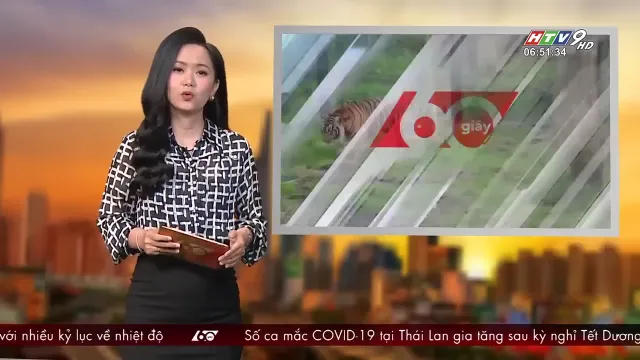 HTV9 HD
06:51:34
60 giây
với nhiều kỷ lục về nhiệt độ 60 Số ca mắc COVID-19 tại Thái Lan gia tăng sau kỳ nghỉ Tết Dương